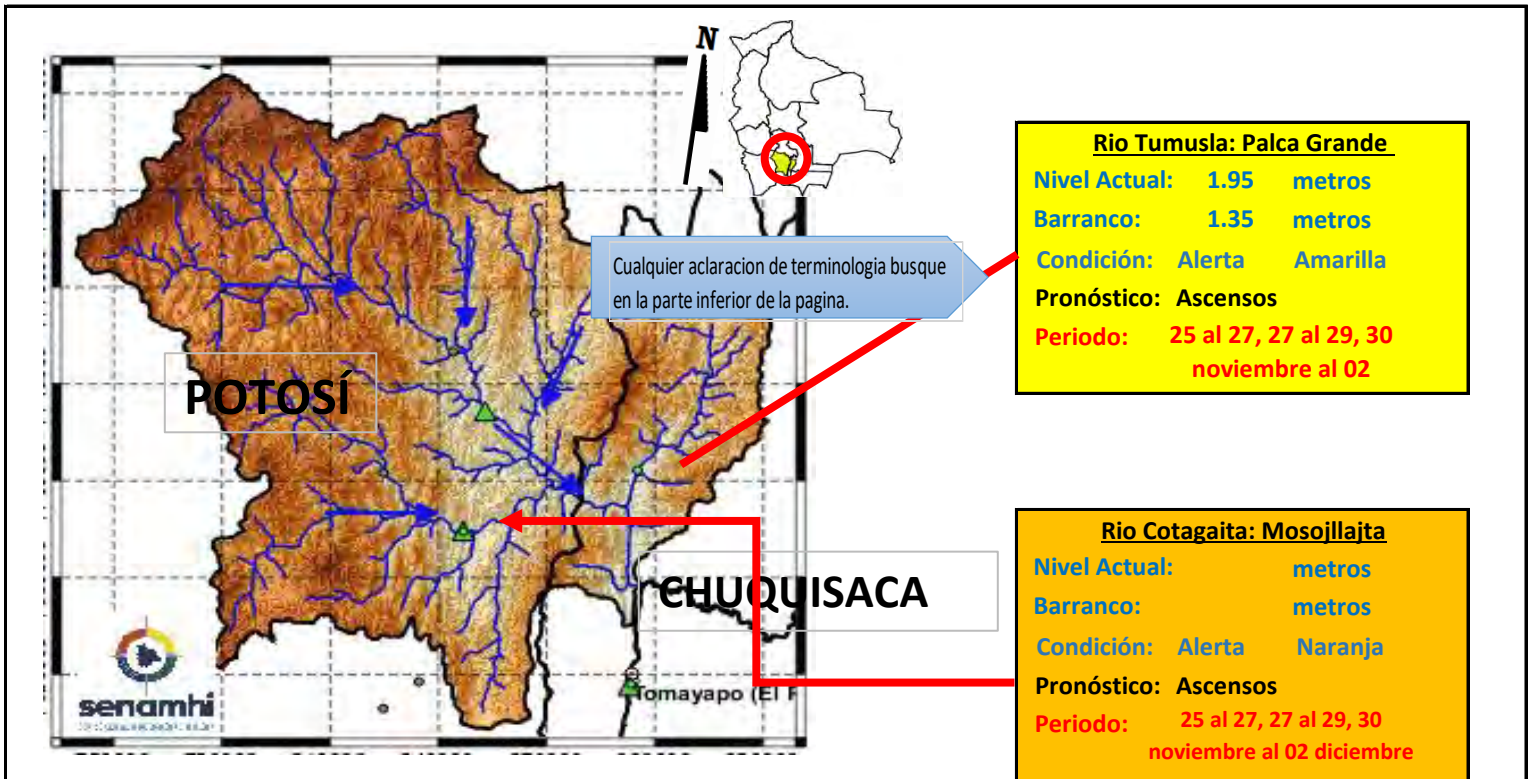 N
Rio Tumusla: Palca Grande
Nivel Actual: 1.95 metros
Barranco: 1.35 metros
Condición: Alerta Amarilla
Pronóstico: Ascensos
Periodo: 25 al 27, 27 al 29, 30
noviembre al 02
Cualquier aclaracion de terminologia busque
en la parte inferior de la pagina.
POTOSÍ
CHUQUISACA
Rio Cotagaita: Mosojllajta
Nivel Actual: metros
Barranco: metros
Condición: Alerta Naranja
Pronóstico: Ascensos
Periodo: 25 al 27, 27 al 29, 30
noviembre al 02 diciembre
senamhi
Tomayapo (El